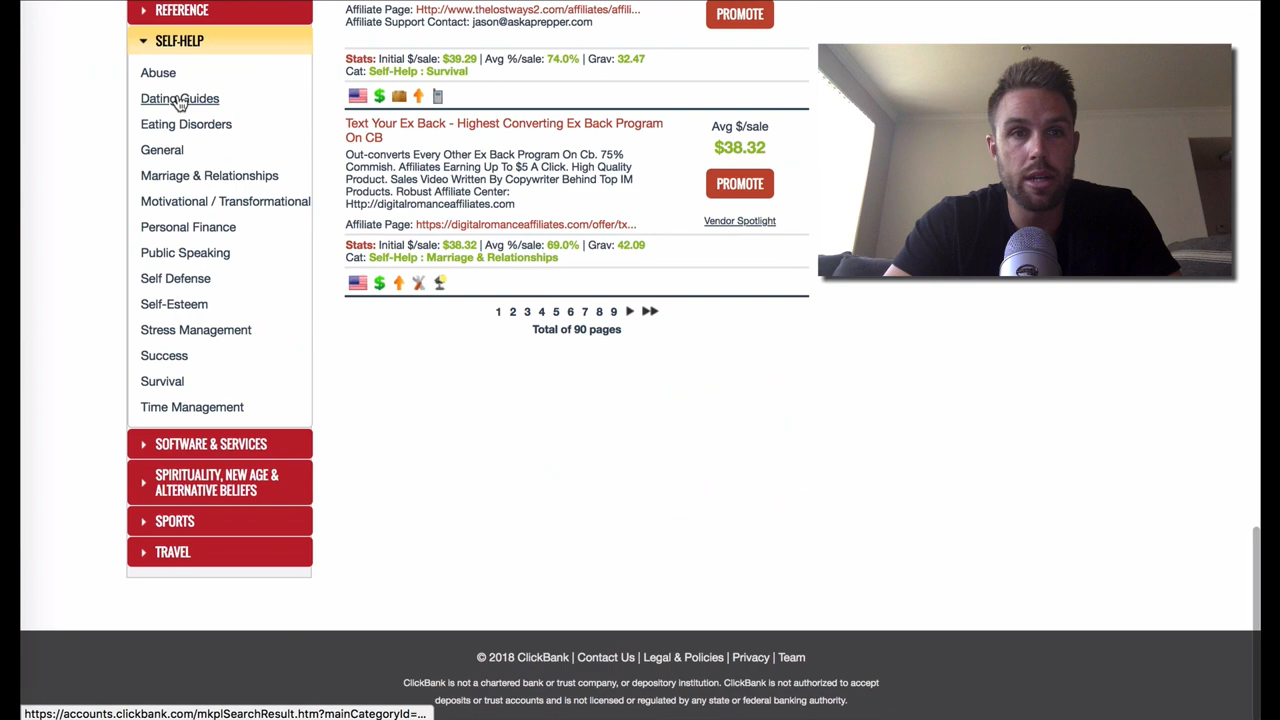 REFERENCE
SELF-HELP
Abuse
Dating Guides
Eating Disorders
General
Marriage & Relationships
Motivational / Transformational
Personal Finance
Public Speaking
Self Defense
Self-Esteem
Stress Management
Success
Survival
Time Management
SOFTWARE & SERVICES
SPIRITUALITY, NEW AGE &
ALTERNATIVE BELIEFS
SPORTS
TRAVEL
Affiliate Page: Http://www.thelostways2.com/affiliates/affili...
Affiliate Support Contact: jason@askaprepper.com
PROMOTE
Stats: Initial $/sale: $39.29 | Avg %/sale: 74.0% | Grav: 32.47
Cat: Self-Help : Survival
Text Your Ex Back - Highest Converting Ex Back Program
On CB
Out-converts Every Other Ex Back Program On Cb. 75%
Commish. Affiliates Earning Up To $5 A Click. High Quality
Product. Sales Video Written By Copywriter Behind Top IM
Products. Robust Affiliate Center:
Http://digitalromanceaffiliates.com
Affiliate Page: https://digitalromanceaffiliates.com/offer/tx...
Avg $/sale
$38.32
PROMOTE
Vendor Spotlight
Stats: Initial $/sale: $38.32 | Avg %/sale: 69.0% | Grav: 42.09
Cat: Self-Help : Marriage & Relationships
1 2 3 4 5 6 7 8 9
Total of 90 pages
© 2018 ClickBank | Contact Us | Legal & Policies | Privacy | Team
ClickBank is not a chartered bank or trust company, or depository institution. ClickBank is not authorized to accept
deposits or trust accounts and is not licensed or regulated by any state or federal banking authority.
https://accounts.clickbank.com/mkplSearchResult.htm?mainCategoryId=...